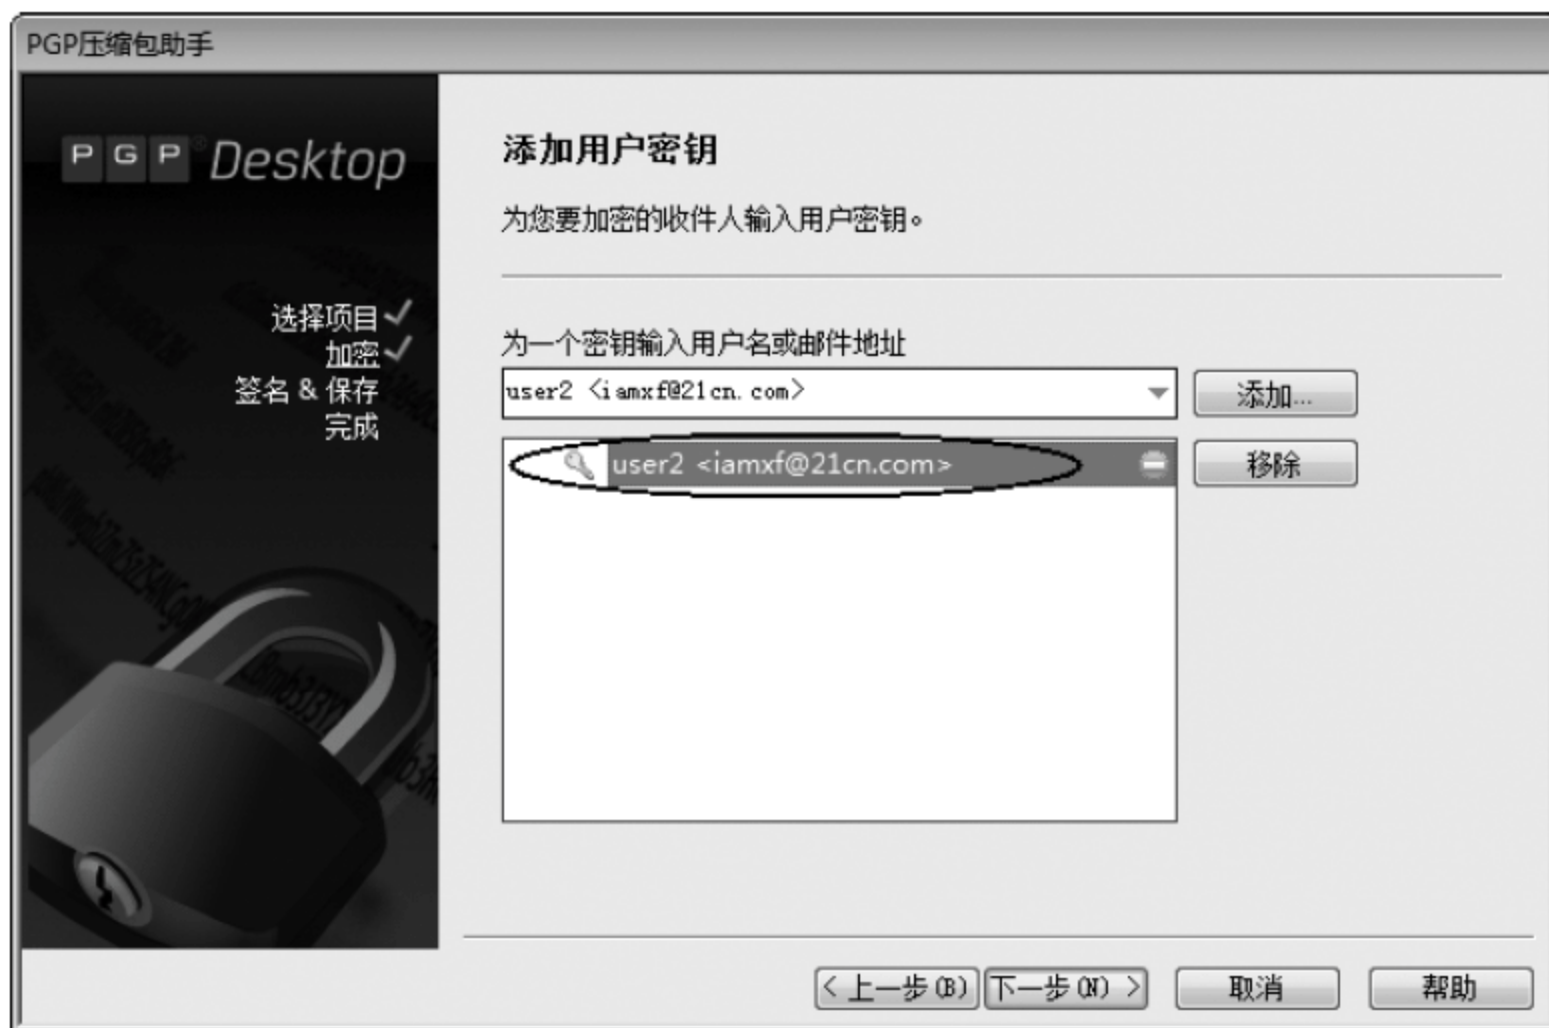 PGP压缩包助手
PGP® Desktop
选择项目
加密
签名 & 保存
完成
添加用户密钥
为您要加密的收件人输入用户密钥。
为一个密钥输入用户名或邮件地址
user2 <iamxf@21cn.com>
添加...
user2 <iamxf@21cn.com>
移除
< 上一步(B)
下一步(N) >
取消
帮助